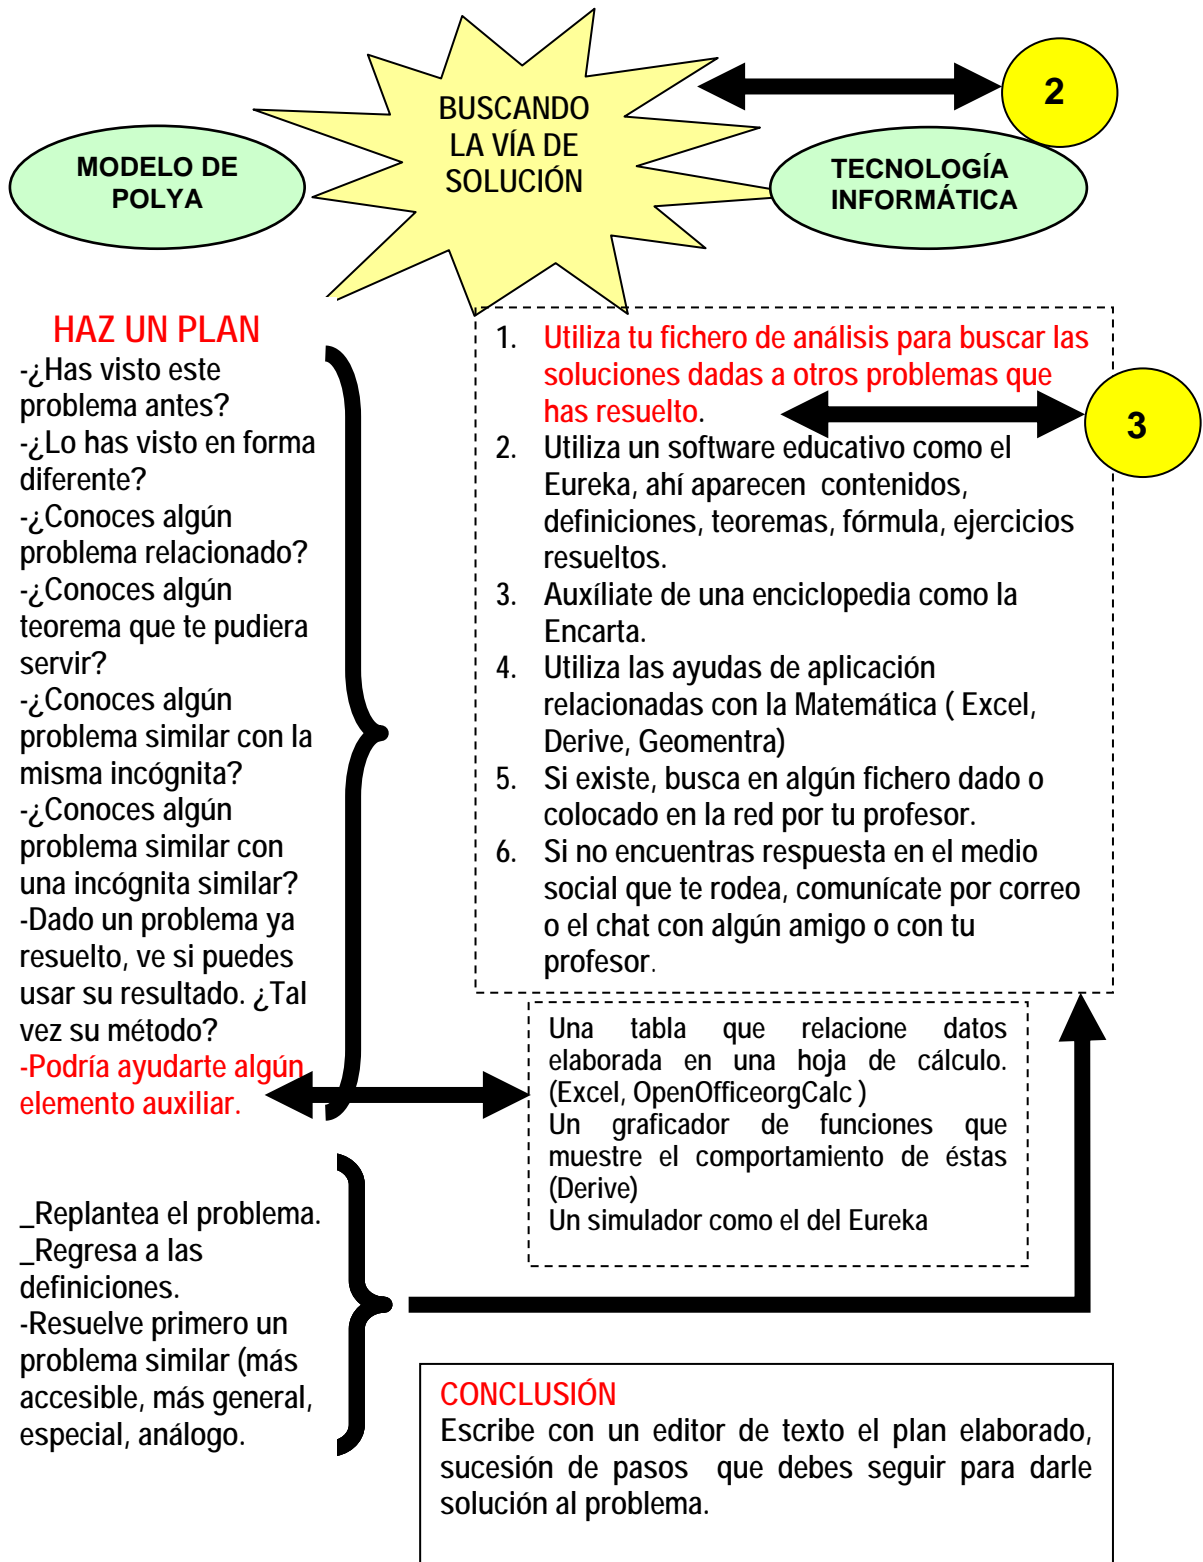 BUSCANDO
LA VÍA DE
SOLUCIÓN
2
MODELO DE
POLYA
TECNOLOGÍA
INFORMÁTICA
HAZ UN PLAN
-¿Has visto este
problema antes?
-¿Lo has visto en forma
diferente?
-¿Conoces algún
problema relacionado?
-¿Conoces algún
teorema que te pudiera
servir?
-¿Conoces algún
problema similar con la
misma incógnita?
-¿Conoces algún
problema similar con
una incógnita similar?
-Dado un problema ya
resuelto, ve si puedes
usar su resultado. ¿Tal
vez su método?
-Podría ayudarte algún
elemento auxiliar.
1. Utiliza tu fichero de análisis para buscar las
soluciones dadas a otros problemas que
has resuelto.
3
2. Utiliza un software educativo como el
Eureka, ahí aparecen contenidos,
definiciones, teoremas, fórmula, ejercicios
resueltos.
3. Auxíliate de una enciclopedia como la
Encarta.
4. Utiliza las ayudas de aplicación
relacionadas con la Matemática ( Excel,
Derive, Geomentra)
5. Si existe, busca en algún fichero dado o
colocado en la red por tu profesor.
6. Si no encuentras respuesta en el medio
social que te rodea, comunícate por correo
o el chat con algún amigo o con tu
profesor.
Una tabla que relacione datos
elaborada en una hoja de cálculo.
(Excel, OpenOfficeorgCalc )
Un graficador de funciones que
muestre el comportamiento de éstas
(Derive)
Un simulador como el del Eureka
_Replantea el problema.
_Regresa a las
definiciones.
-Resuelve primero un
problema similar (más
accesible, más general,
especial, análogo.
CONCLUSIÓN
Escribe con un editor de texto el plan elaborado,
sucesión de pasos que debes seguir para darle
solución al problema.